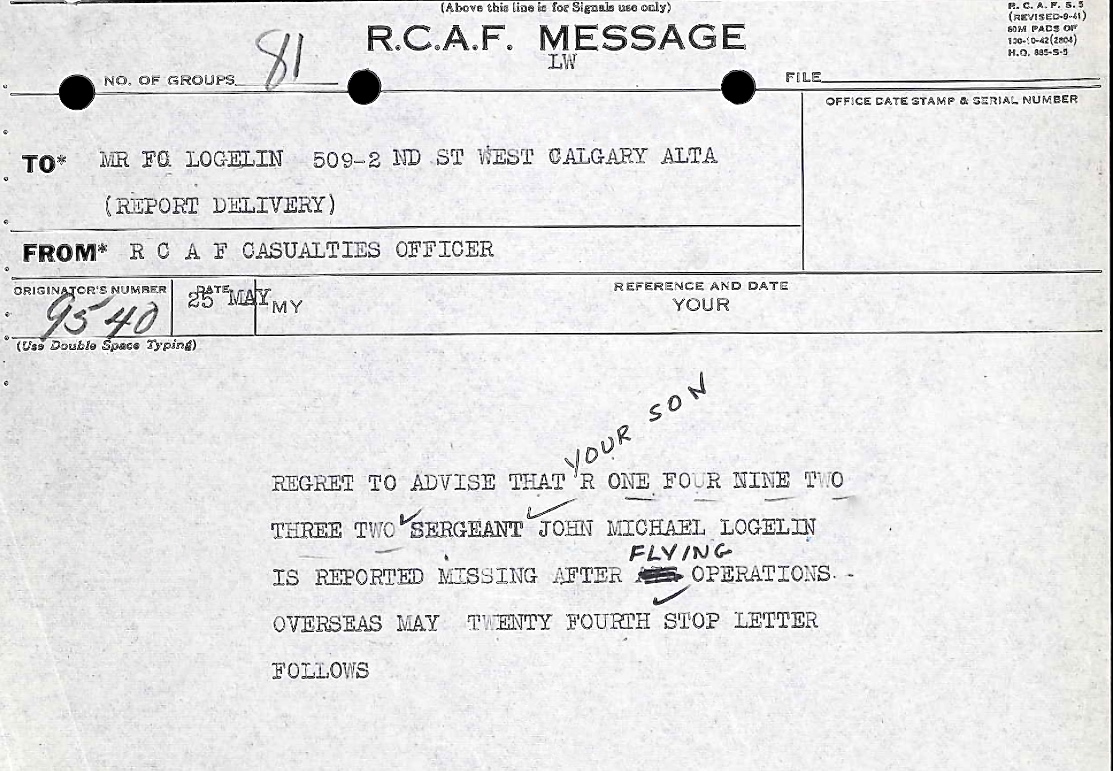 (Above this line is for Signals use only)
R. C. A. F. S. 5
(REVISED-9-41)
60M PADS OF
100-10-42(2804)
H.Q. 885-S-5
R.C.A.F. MESSAGE
LW
NO. OF GROUPS 81
FILE
OFFICE DATE STAMP & SERIAL NUMBER
TO* MR FG LOGELIN 509-2 ND ST WEST CALGARY ALTA
(REPORT DELIVERY)
FROM* R C A F CASUALTIES OFFICER
ORIGINATOR'S NUMBER
9540
DATE
25 MAY MY
REFERENCE AND DATE
YOUR
(Use Double Space Typing)
YOUR SON
REGRET TO ADVISE THAT R ONE FOUR NINE TWO
THREE TWO SERGEANT JOHN MICHAEL LOGELIN
FLYING
IS REPORTED MISSING AFTER OPERATIONS
OVERSEAS MAY TWENTY FOURTH STOP LETTER
FOLLOWS